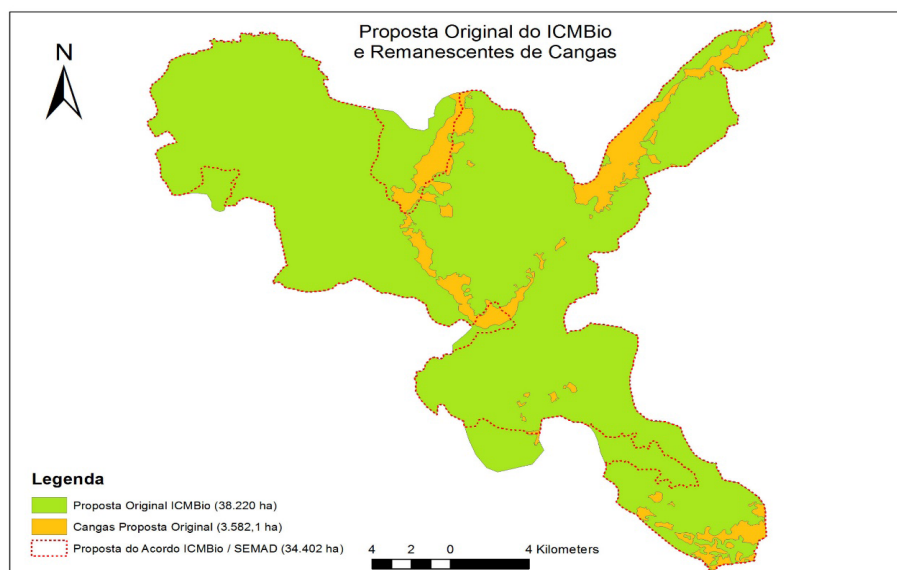 Proposta Original do ICMBio
e Remanescentes de Cangas
N
Legenda
Proposta Original ICMBio (38.220 ha)
Cangas Proposta Original (3.582,1 ha)
Proposta do Acordo ICMBio / SEMAD (34.402 ha)
4 2 0 4 Kilometers